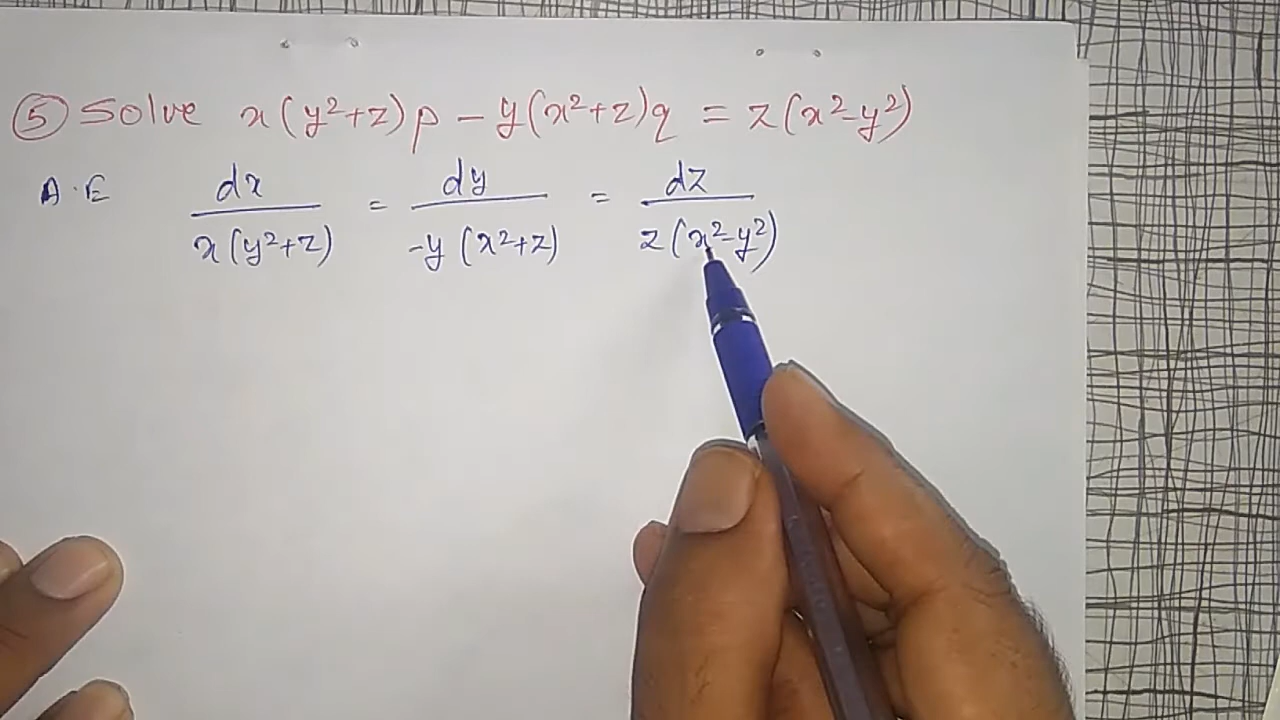 ⑤ Solve x(y²+z)p − y(x²+z)q = z(x²−y²)
A·E dx/x(y²+z) = dy/−y(x²+z) = dz/z(x²−y²)